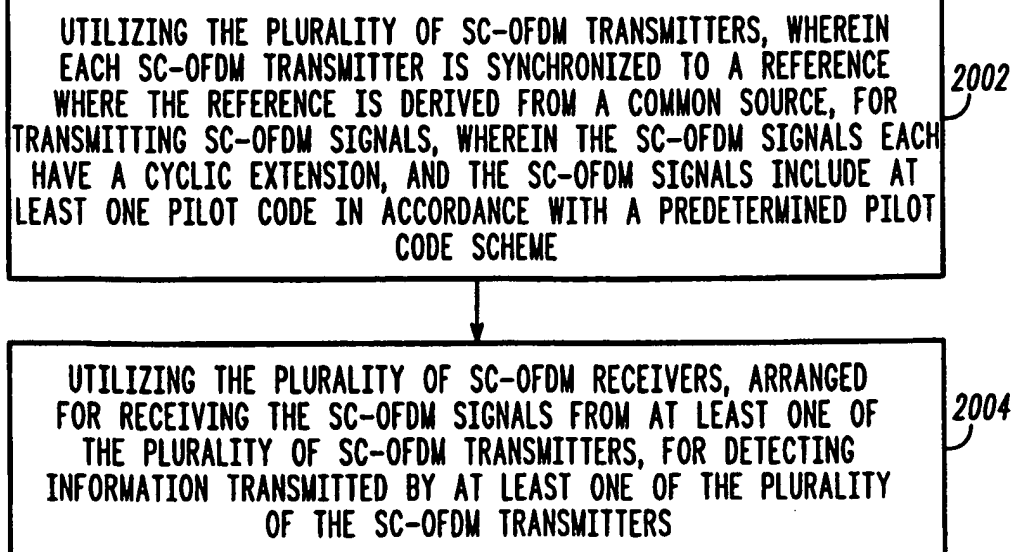 UTILIZING THE PLURALITY OF SC-OFDM TRANSMITTERS, WHEREIN
EACH SC-OFDM TRANSMITTER IS SYNCHRONIZED TO A REFERENCE
WHERE THE REFERENCE IS DERIVED FROM A COMMON SOURCE, FOR
TRANSMITTING SC-OFDM SIGNALS, WHEREIN THE SC-OFDM SIGNALS EACH
HAVE A CYCLIC EXTENSION, AND THE SC-OFDM SIGNALS INCLUDE AT
LEAST ONE PILOT CODE IN ACCORDANCE WITH A PREDETERMINED PILOT
CODE SCHEME
2002
UTILIZING THE PLURALITY OF SC-OFDM RECEIVERS, ARRANGED
FOR RECEIVING THE SC-OFDM SIGNALS FROM AT LEAST ONE OF
THE PLURALITY OF SC-OFDM TRANSMITTERS, FOR DETECTING
INFORMATION TRANSMITTED BY AT LEAST ONE OF THE PLURALITY
OF THE SC-OFDM TRANSMITTERS
2004